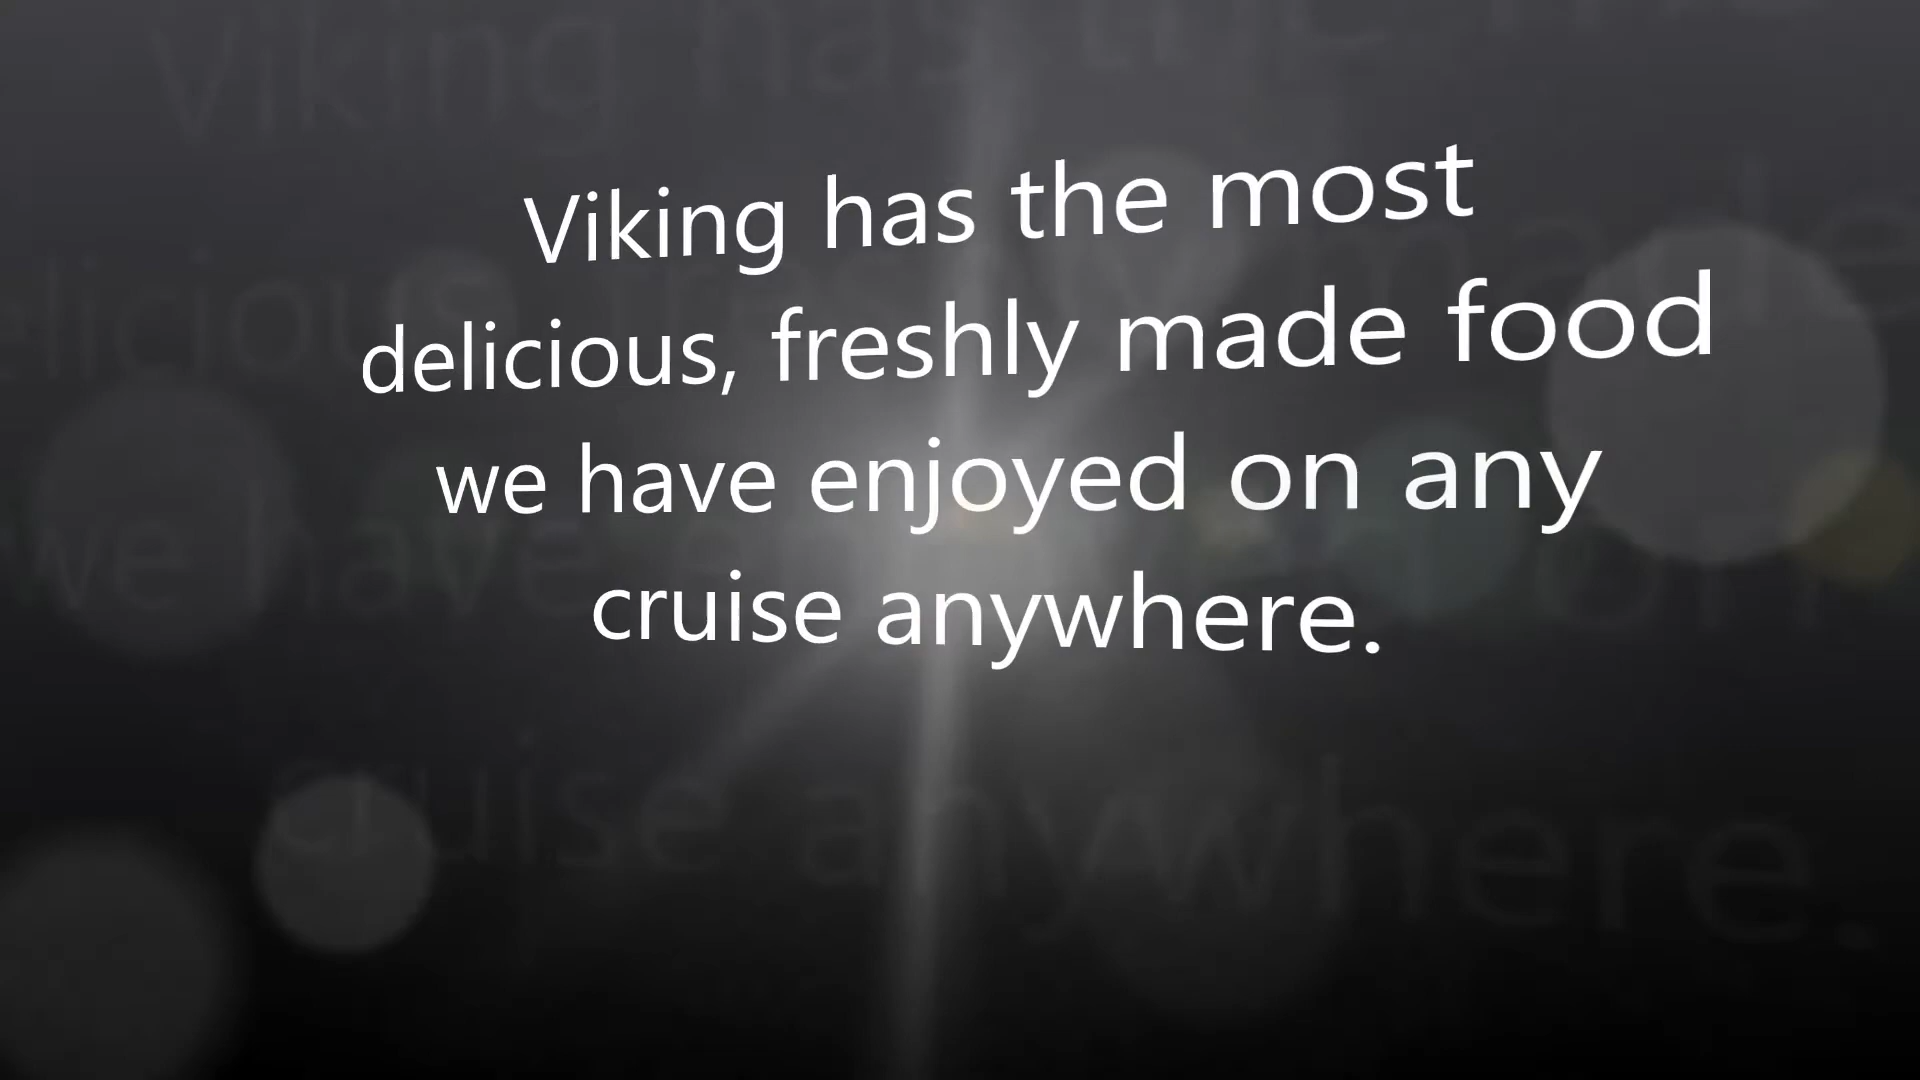 Viking has the most
delicious, freshly made food
we have enjoyed on any
cruise anywhere.